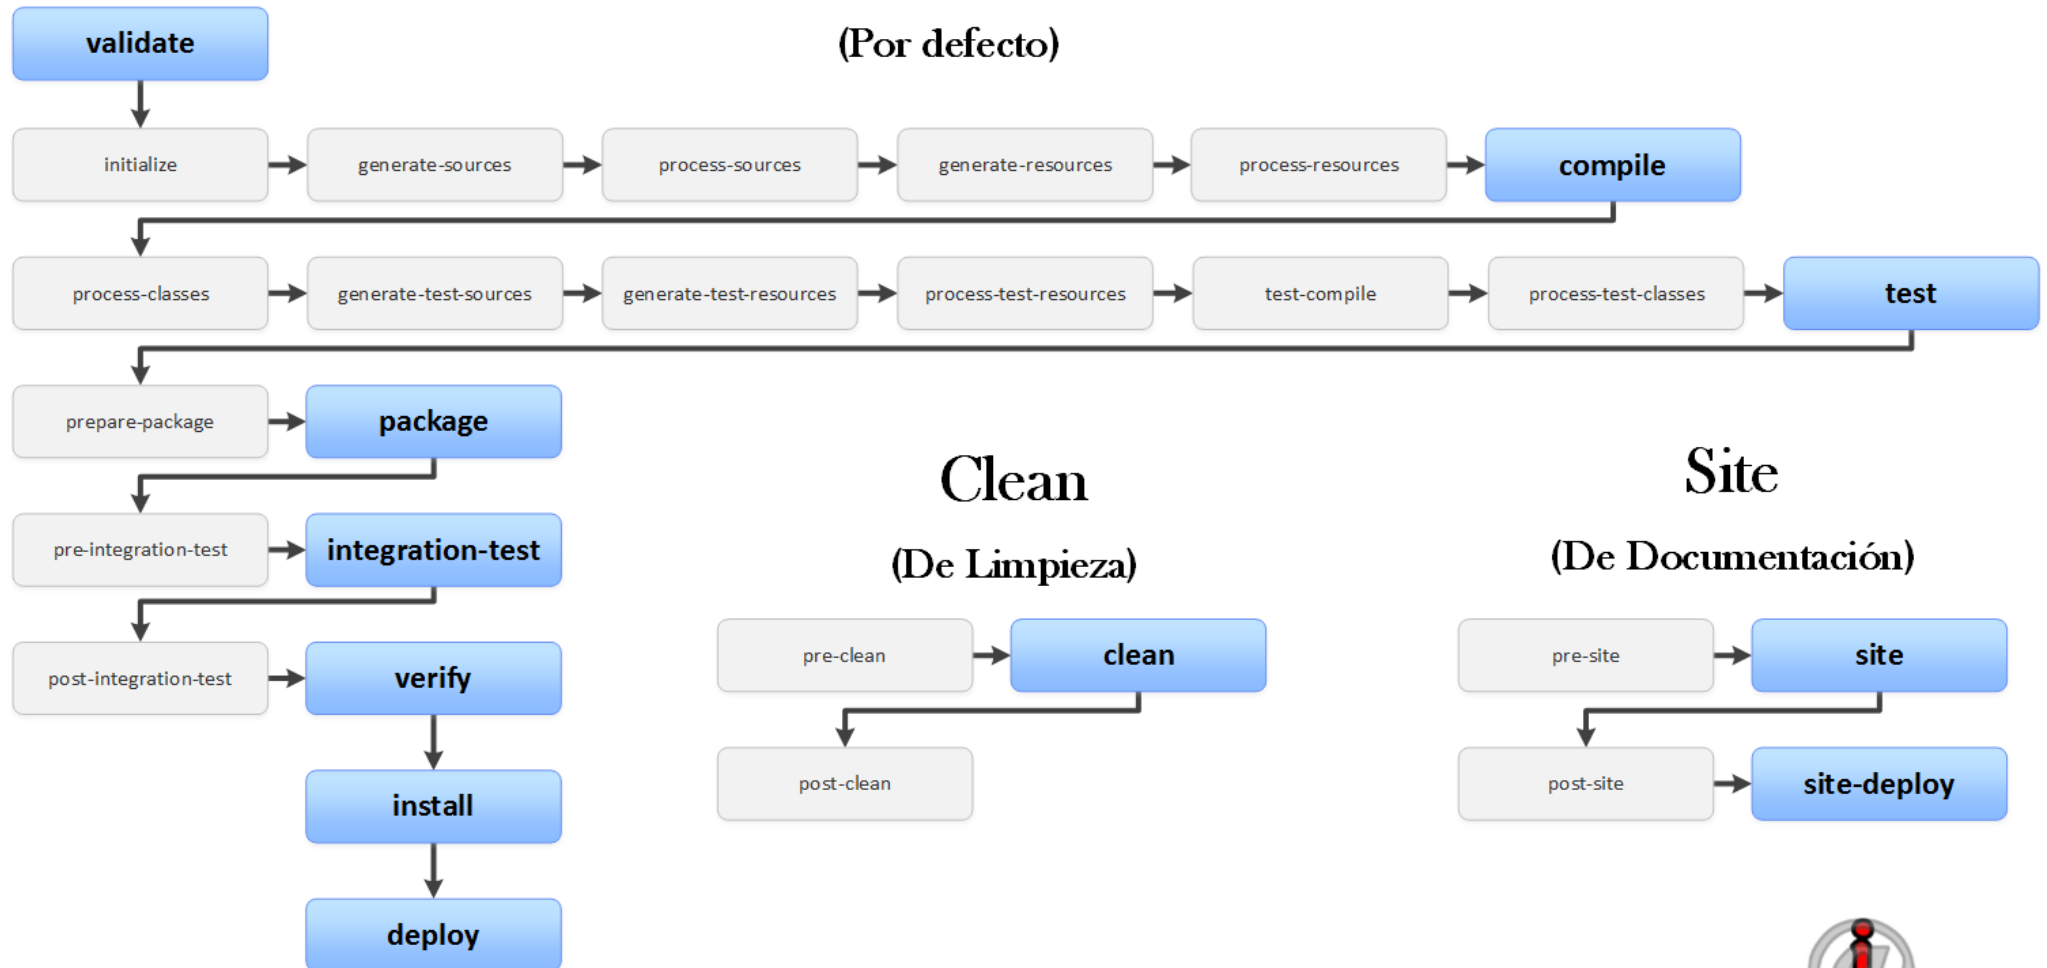 validate
(Por defecto)
initialize
generate-sources
process-sources
generate-resources
process-resources
compile
process-classes
generate-test-sources
generate-test-resources
process-test-resources
test-compile
process-test-classes
test
prepare-package
package
pre-integration-test
integration-test
post-integration-test
verify
install
deploy
Clean
(De Limpieza)
pre-clean
clean
post-clean
Site
(De Documentación)
pre-site
site
post-site
site-deploy